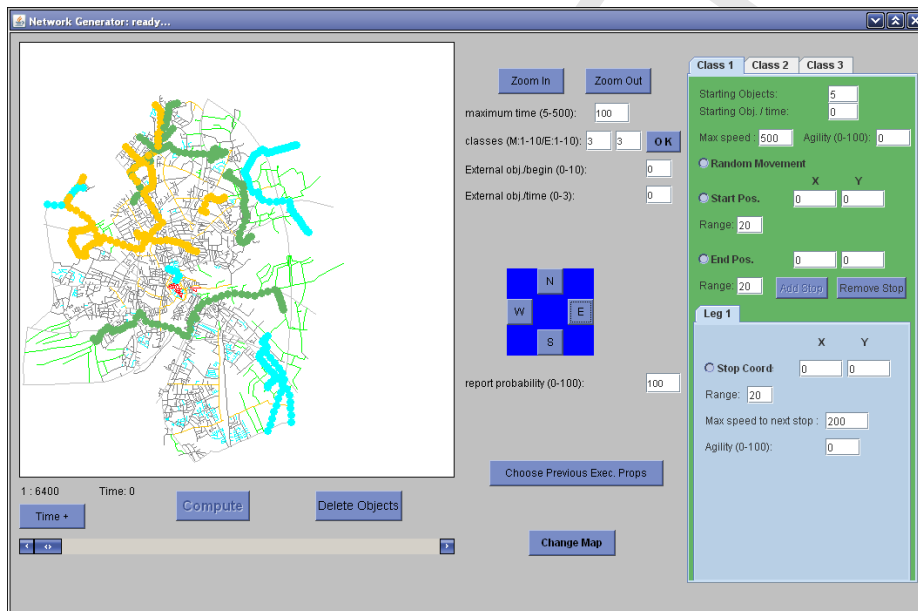 Network Generator: ready...
Zoom In Zoom Out
maximum time (5-500): 100
classes (M:1-10/E:1-10): 3 3 O K
External obj./begin (0-10): 0
External obj./time (0-3): 0
N
W E
S
report probability (0-100): 100
Choose Previous Exec. Props
Change Map
1 : 6400 Time: 0
Time +
Compute
Delete Objects
Class 1 Class 2 Class 3
Starting Objects: 5
Starting Obj. / time: 0
Max speed : 500 Agility (0-100): 0
Random Movement
X Y
Start Pos. 0 0
Range: 20
End Pos. 0 0
Range: 20 Add Stop Remove Stop
Leg 1
X Y
Stop Coord 0 0
Range: 20
Max speed to next stop : 200
Agility (0-100): 0